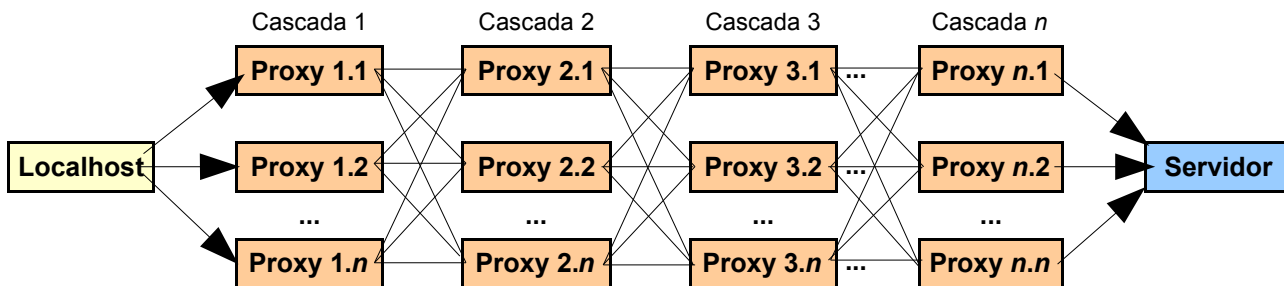 Cascada 1 Cascada 2 Cascada 3 Cascada n
Proxy 1.1 Proxy 2.1 Proxy 3.1 ... Proxy n.1
Localhost Proxy 1.2 Proxy 2.2 Proxy 3.2 ... Proxy n.2 Servidor
... ... ... ...
Proxy 1.n Proxy 2.n Proxy 3.n ... Proxy n.n